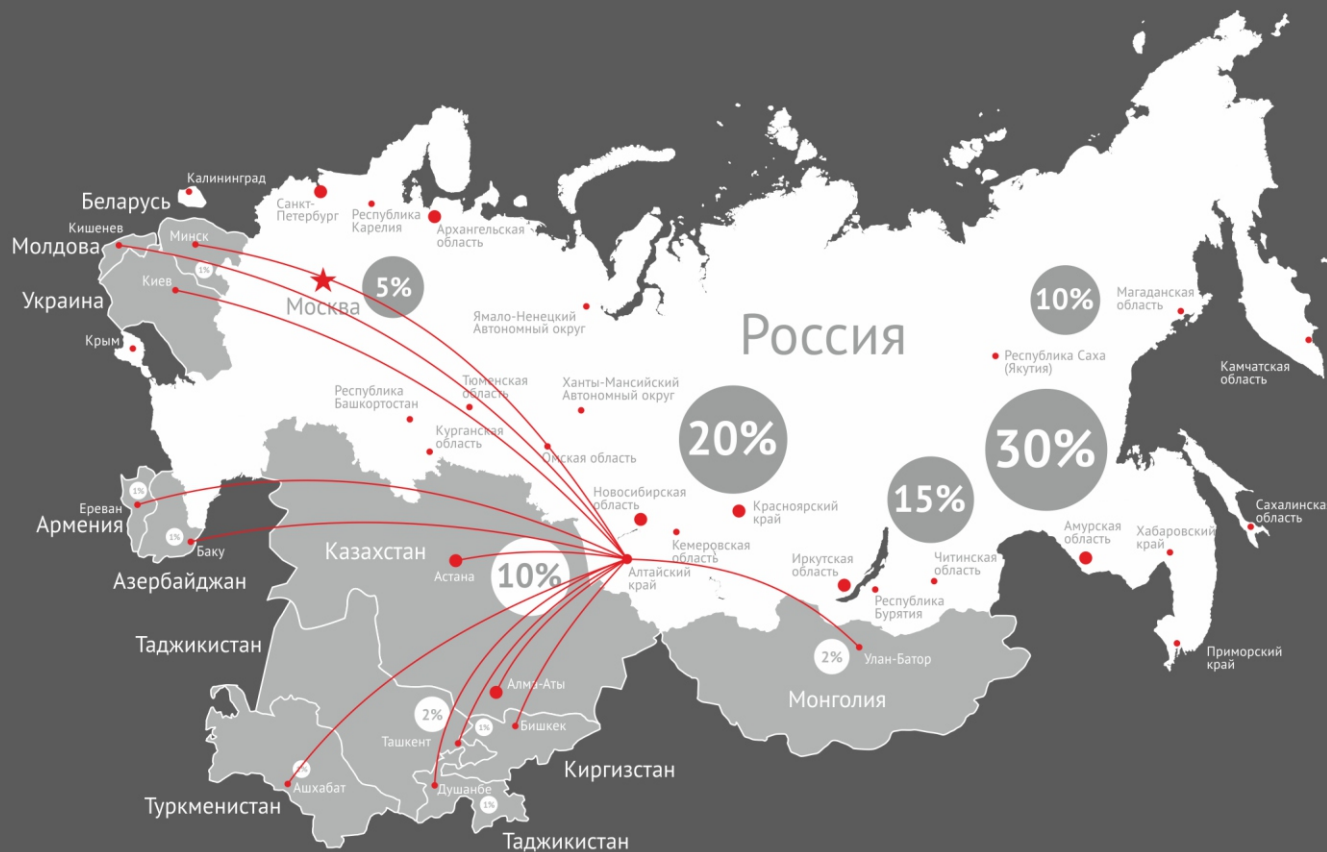 Калининград
Беларусь
Санкт-
Петербург
Республика
Карелия
Архангельская
область
Кишенев
Молдова
Минск
1%
Украина
Киев
Москва
5%
Крым
Ямало-Ненецкий
Автономный округ
Россия
10%
Магаданская
область
Республика Саха
(Якутия)
Камчатская
область
Республика
Башкортостан
Тюменская
область
Ханты-Мансийский
Автономный округ
Курганская
область
Омская область
20%
30%
15%
Новосибирская
область
Красноярский
край
Кемеровская
область
Алтайский
край
Иркутская
область
Республика
Бурятия
Читинская
область
Амурская
область
Хабаровский
край
Сахалинская
область
Приморский
край
1%
Ереван
Армения
1%
Баку
Азербайджан
Казахстан
Астана
10%
Таджикистан
2%
Улан-Батор
Монголия
Алма-Аты
2%
Ташкент
1%
Бишкек
Киргизстан
Ашхабат
Туркменистан
Душанбе
1%
Таджикистан